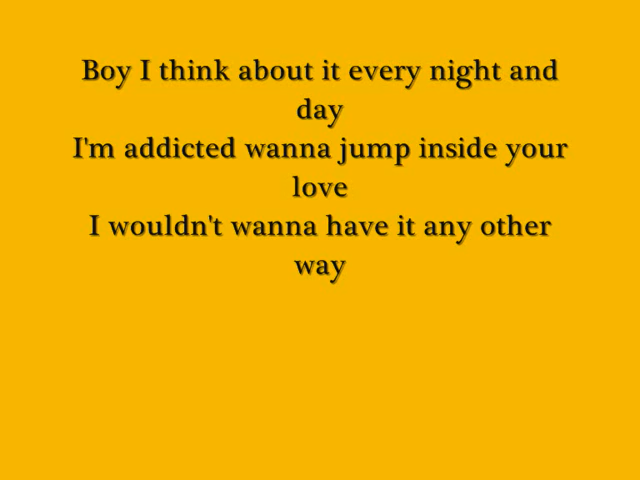 Boy I think about it every night and
day
I'm addicted wanna jump inside your
love
I wouldn't wanna have it any other
way